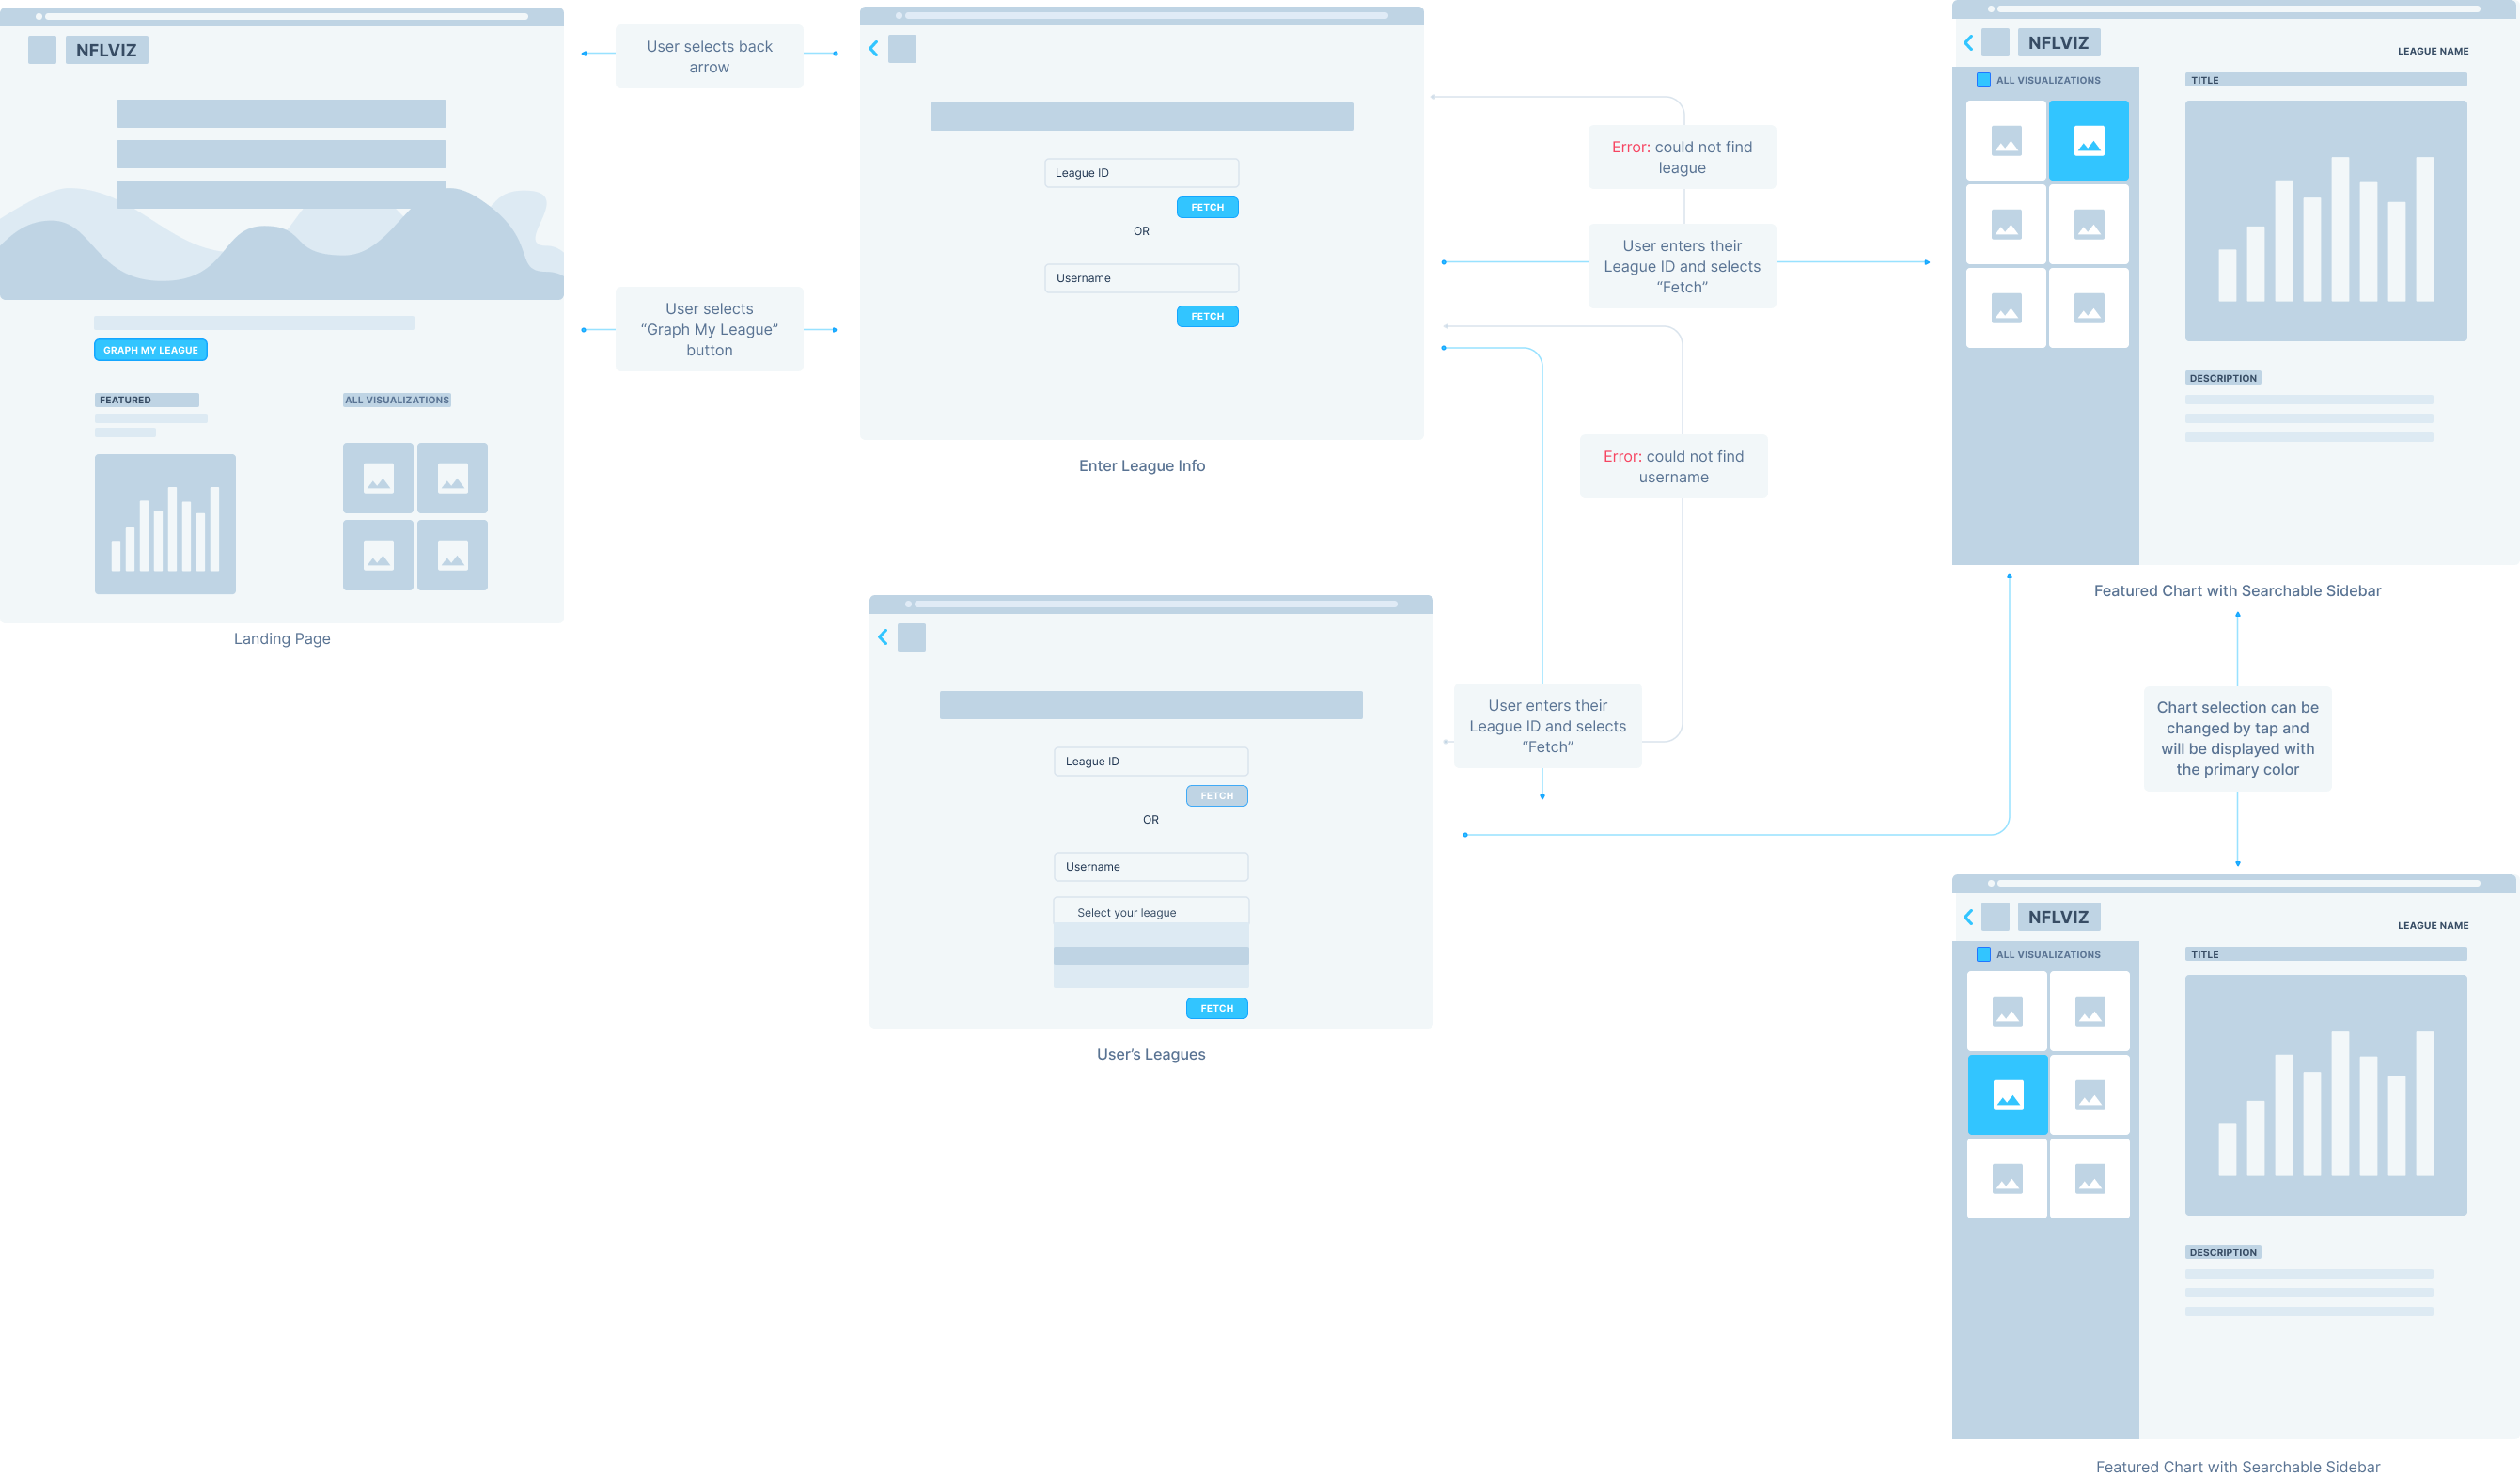 NFLVIZ
GRAPH MY LEAGUE
FEATURED
ALL VISUALIZATIONS
Landing Page
User selects back
arrow
User selects
“Graph My League”
button
League ID
FETCH
OR
Username
FETCH
Enter League Info
Error: could not find
league
User enters their
League ID and selects
“Fetch”
Error: could not find
username
User enters their
League ID and selects
“Fetch”
League ID
FETCH
OR
Username
Select your league
FETCH
User’s Leagues
NFLVIZ
LEAGUE NAME
ALL VISUALIZATIONS
TITLE
DESCRIPTION
Featured Chart with Searchable Sidebar
Chart selection can be
changed by tap and
will be displayed with
the primary color
NFLVIZ
LEAGUE NAME
ALL VISUALIZATIONS
TITLE
DESCRIPTION
Featured Chart with Searchable Sidebar